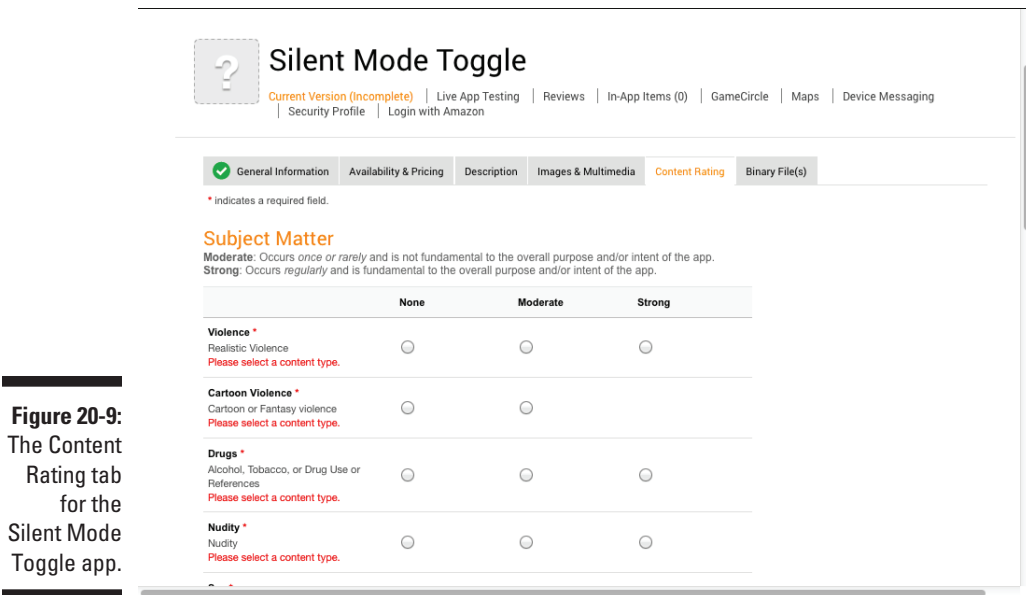 ?
Silent Mode Toggle
Current Version (Incomplete) | Live App Testing | Reviews | In-App Items (0) | GameCircle | Maps | Device Messaging
| Security Profile | Login with Amazon
General Information Availability & Pricing Description Images & Multimedia Content Rating Binary File(s)
* indicates a required field.
Subject Matter
Moderate: Occurs once or rarely and is not fundamental to the overall purpose and/or intent of the app.
Strong: Occurs regularly and is fundamental to the overall purpose and/or intent of the app.
None Moderate Strong
Violence *
Realistic Violence
Please select a content type.
Cartoon Violence *
Cartoon or Fantasy violence
Please select a content type.
Drugs *
Alcohol, Tobacco, or Drug Use or
References
Please select a content type.
Nudity *
Nudity
Please select a content type.
Figure 20-9:
The Content
Rating tab
for the
Silent Mode
Toggle app.